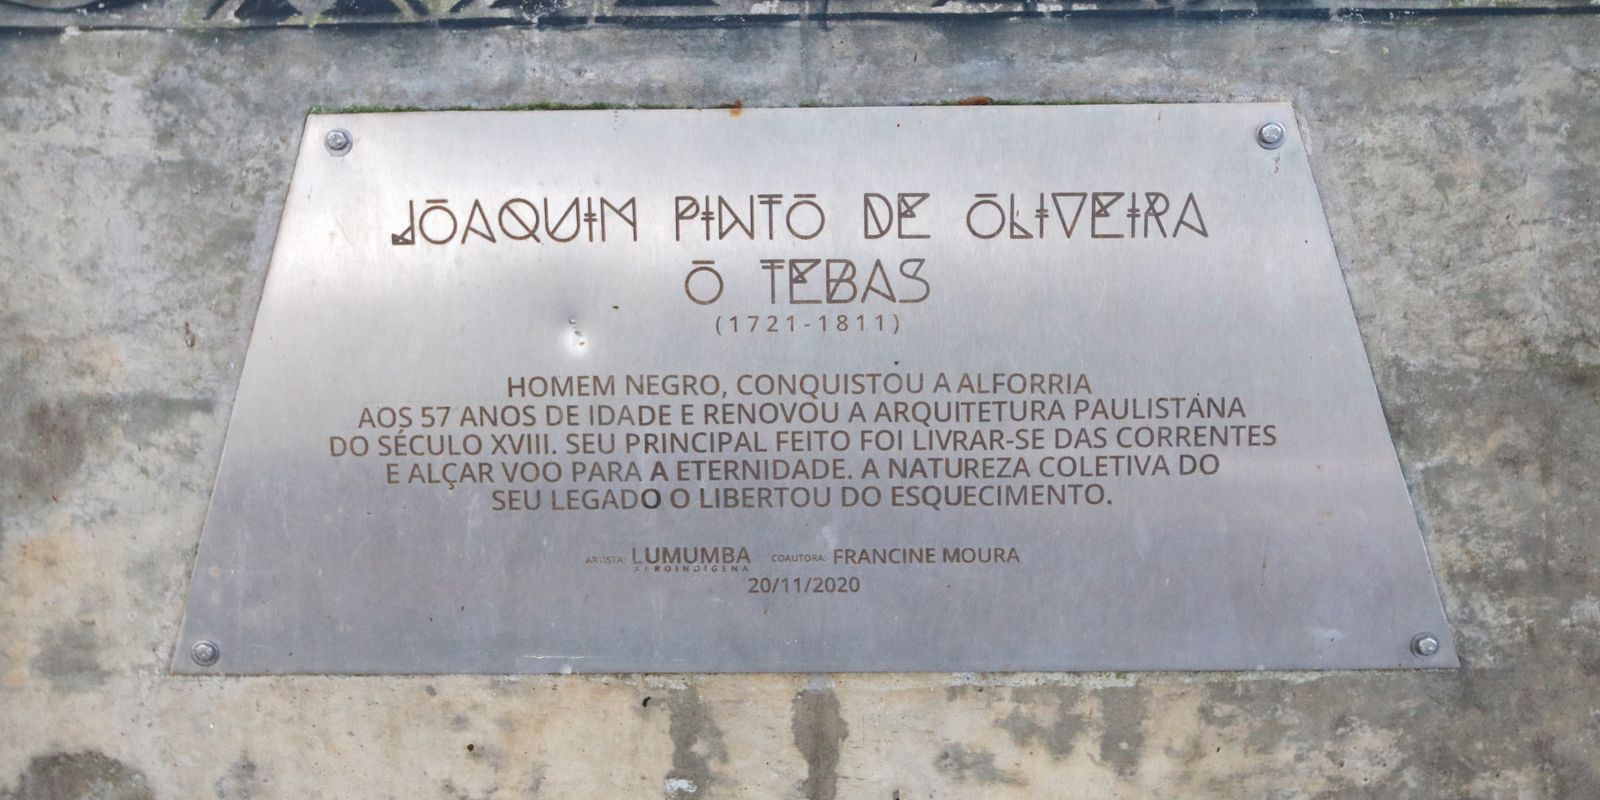 JOAQUIM PINTO DE OLIVEIRA
O TEBAS
(1721-1811)
HOMEM NEGRO, CONQUISTOU A ALFORRIA
AOS 57 ANOS DE IDADE E RENOVOU A ARQUITETURA PAULISTANA
DO SÉCULO XVIII. SEU PRINCIPAL FEITO FOI LIVRAR-SE DAS CORRENTES
E ALÇAR VOO PARA A ETERNIDADE. A NATUREZA COLETIVA DO
SEU LEGADO O LIBERTOU DO ESQUECIMENTO.
ARTISTA: LUMUMBA COAUTORA: FRANCINE MOURA
AFROINDÍGENA
20/11/2020